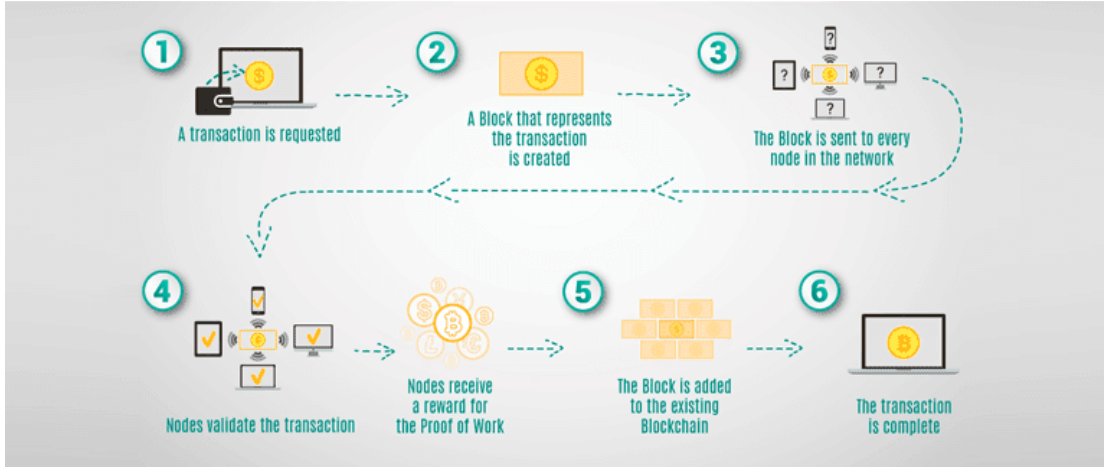 1
A transaction is requested
2
A Block that represents
the transaction
is created
3
? ? ? ?
The Block is sent to every
node in the network
4
Nodes validate the transaction
Nodes receive
a reward for
the Proof of Work
5
The Block is added
to the existing
Blockchain
6
The transaction
is complete